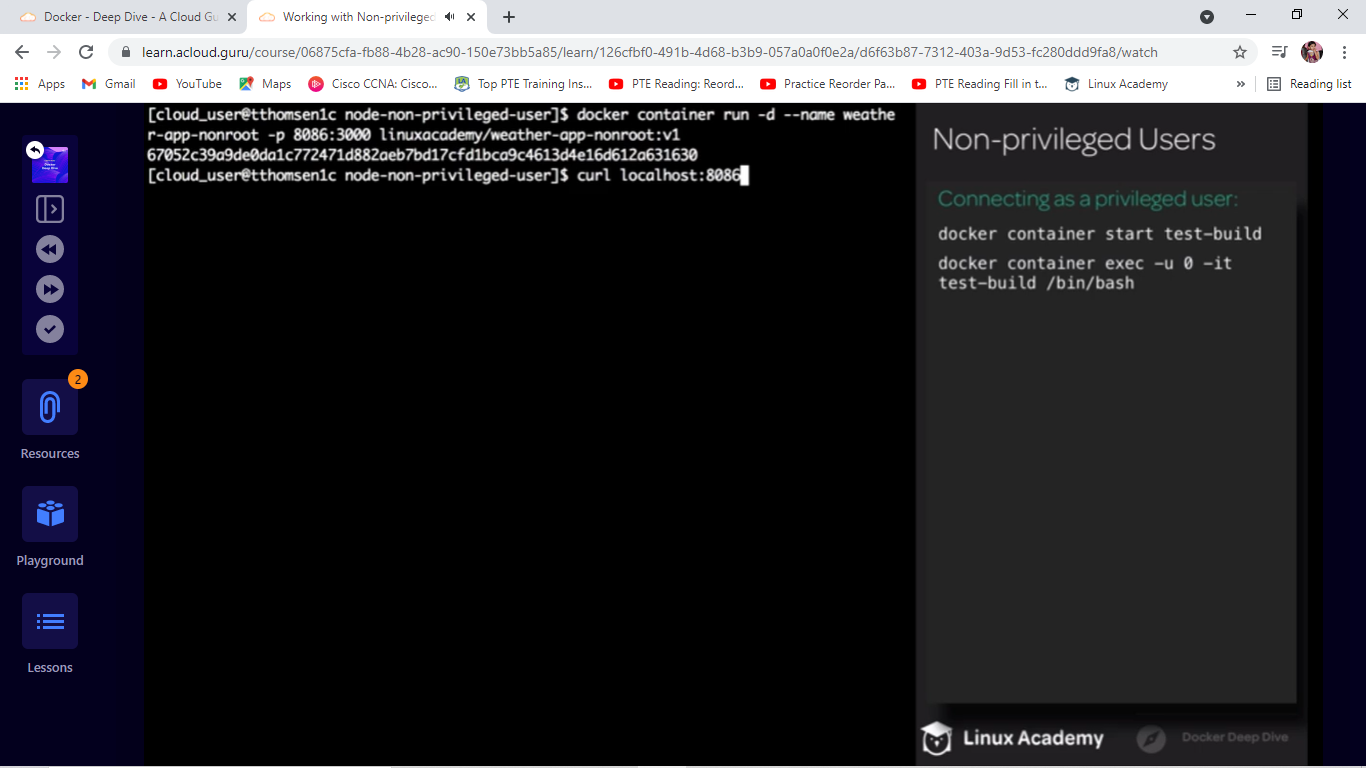 Docker - Deep Dive - A Cloud Gu
Working with Non-privileged
learn.acloud.guru/course/06875cfa-fb88-4b28-ac90-150e73bb5a85/learn/126cfbf0-491b-4d68-b3b9-057a0a0f0e2a/d6f63b87-7312-403a-9d53-fc280ddd9fa8/watch
Apps
Gmail
YouTube
Maps
Cisco CCNA: Cisco...
Top PTE Training Ins...
PTE Reading: Reord...
Practice Reorder Pa...
PTE Reading Fill in t...
Linux Academy
»
Reading list
[cloud_user@tthomsen1c node-non-privileged-user]$ docker container run -d --name weathe
r-app-nonroot -p 8086:3000 linuxacademy/weather-app-nonroot:v1
67052c39a9de0da1c772471d882aeb7bd17cfd1bca9c4613d4e16d612a631630
[cloud_user@tthomsen1c node-non-privileged-user]$ curl localhost:8086
Docker
Deep Dive
2
Resources
Playground
Lessons
Non-privileged Users
Connecting as a privileged user:
docker container start test-build
docker container exec -u 0 -it
test-build /bin/bash
Linux Academy
Docker Deep Dive